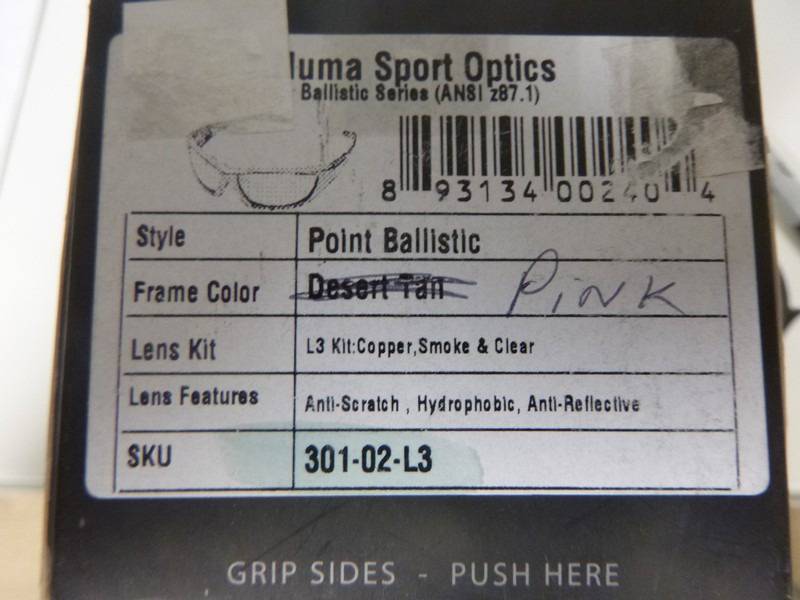 luma Sport Optics
Ballistic Series (ANSI z87.1)
8 93134 00240 4
Style Point Ballistic
Frame Color Desert Tan PiNK
Lens Kit L3 Kit:Copper,Smoke & Clear
Lens Features Anti-Scratch , Hydrophobic, Anti-Reflective
SKU 301-02-L3
GRIP SIDES - PUSH HERE